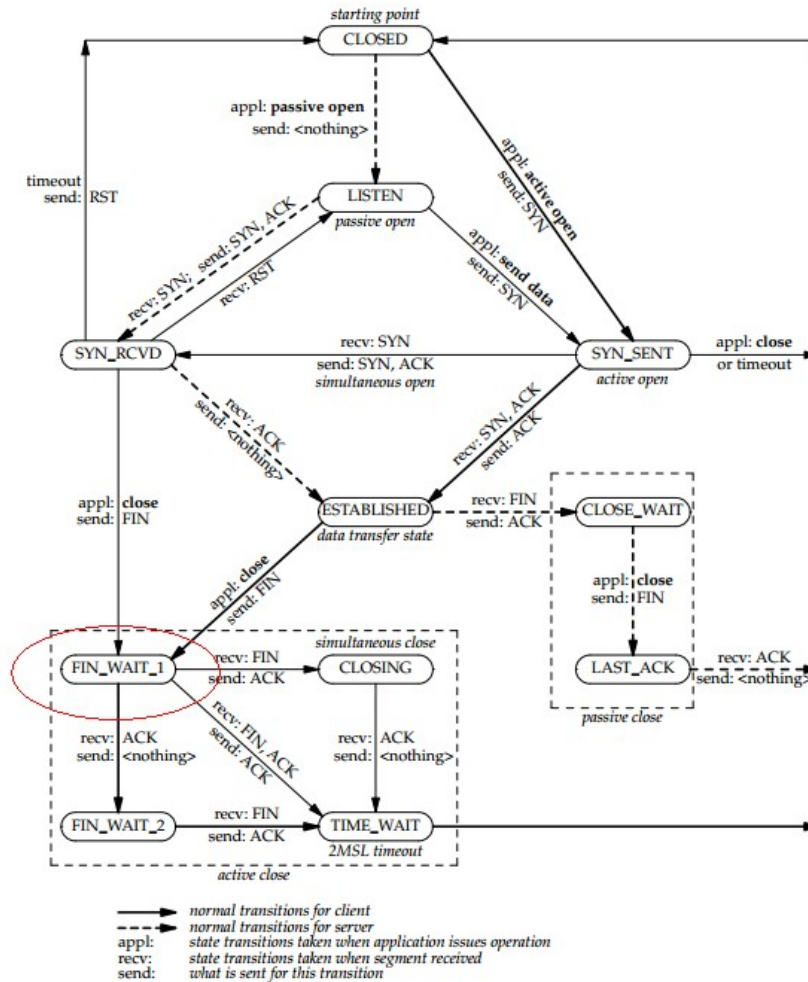 starting point
CLOSED
appl: passive open
send: <nothing>
appl: active open
send: SYN
timeout
send: RST
LISTEN
passive open
recv: SYN; send: SYN, ACK
recv: RST
appl: send data
send: SYN
SYN_RCVD
recv: SYN
send: SYN, ACK
simultaneous open
SYN_SENT
active open
appl: close
or timeout
recv: ACK
send: <nothing>
recv: SYN, ACK
send: ACK
appl: close
send: FIN
ESTABLISHED
data transfer state
recv: FIN
send: ACK
CLOSE_WAIT
appl: close
send: FIN
appl: close
send: FIN
simultaneous close
FIN_WAIT_1
recv: FIN
send: ACK
CLOSING
LAST_ACK
recv: ACK
send: <nothing>
passive close
recv: ACK
send: <nothing>
recv: FIN, ACK
send: ACK
recv: ACK
send: <nothing>
FIN_WAIT_2
recv: FIN
send: ACK
TIME_WAIT
2MSL timeout
active close
normal transitions for client
normal transitions for server
appl: state transitions taken when application issues operation
recv: state transitions taken when segment received
send: what is sent for this transition